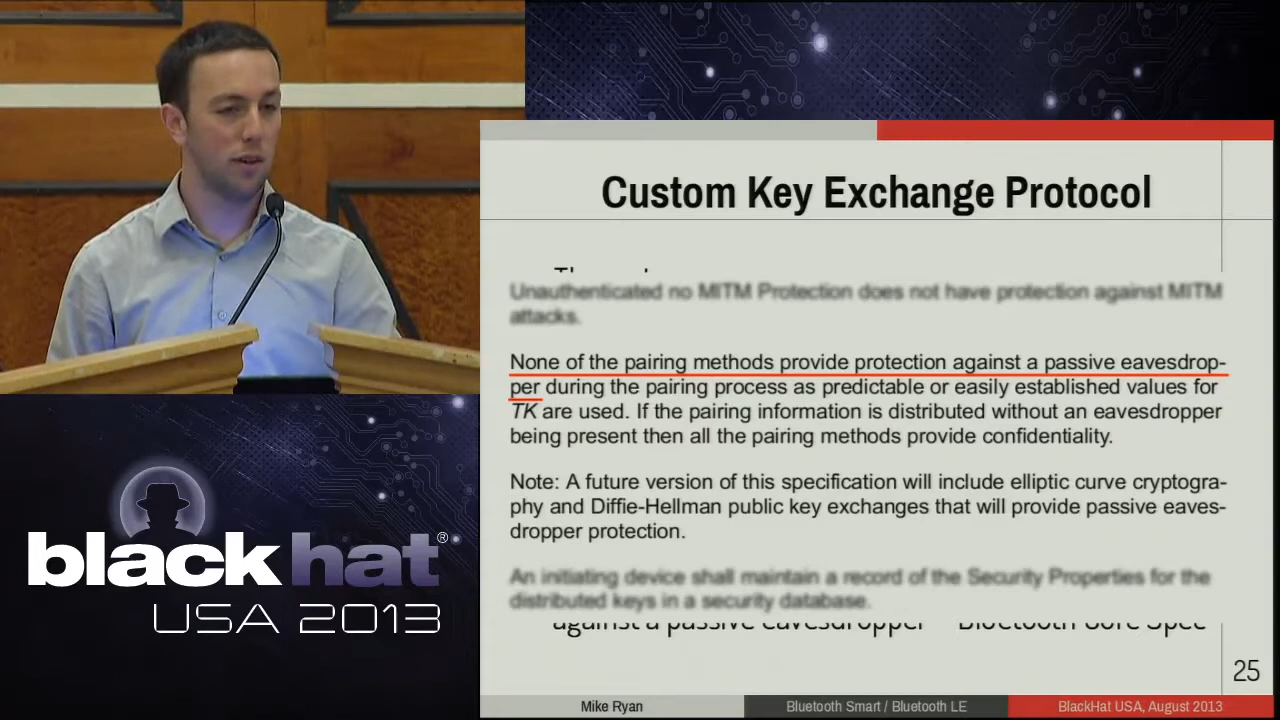 Custom Key Exchange Protocol
Unauthenticated no MITM Protection does not have protection against MITM
attacks.
None of the pairing methods provide protection against a passive eavesdrop-
per during the pairing process as predictable or easily established values for
TK are used. If the pairing information is distributed without an eavesdropper
being present then all the pairing methods provide confidentiality.
Note: A future version of this specification will include elliptic curve cryptogra-
phy and Diffie-Hellman public key exchanges that will provide passive eaves-
dropper protection.
An initiating device shall maintain a record of the Security Properties for the
distributed keys in a security database.
against a passive eavesdropper — Bluetooth Core Spec
25
Mike Ryan
Bluetooth Smart / Bluetooth LE
BlackHat USA, August 2013
black hat®
USA 2013